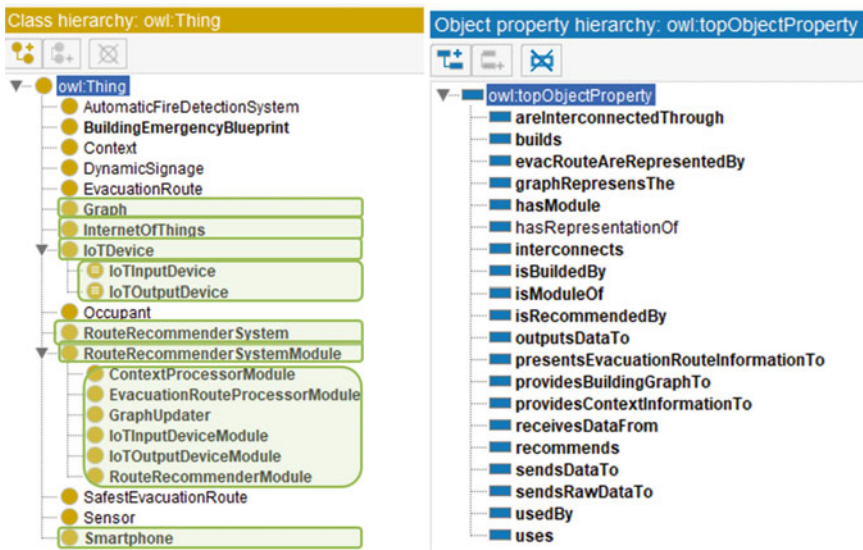 Class hierarchy: owl:Thing
owl:Thing
AutomaticFireDetectionSystem
BuildingEmergencyBlueprint
Context
DynamicSignage
EvacuationRoute
Graph
InternetOfThings
IoTDevice
IoTInputDevice
IoTOutputDevice
Occupant
RouteRecommenderSystem
RouteRecommenderSystemModule
ContextProcessorModule
EvacuationRouteProcessorModule
GraphUpdater
IoTInputDeviceModule
IoTOutputDeviceModule
RouteRecommenderModule
SafestEvacuationRoute
Sensor
Smartphone
Object property hierarchy: owl:topObjectProperty
owl:topObjectProperty
areInterconnectedThrough
builds
evacRouteAreRepresentedBy
graphRepresensThe
hasModule
hasRepresentationOf
interconnects
isBuildedBy
isModuleOf
isRecommendedBy
outputsDataTo
presentsEvacuationRouteInformationTo
providesBuildingGraphTo
providesContextInformationTo
receivesDataFrom
recommends
sendsDataTo
sendsRawDataTo
usedBy
uses